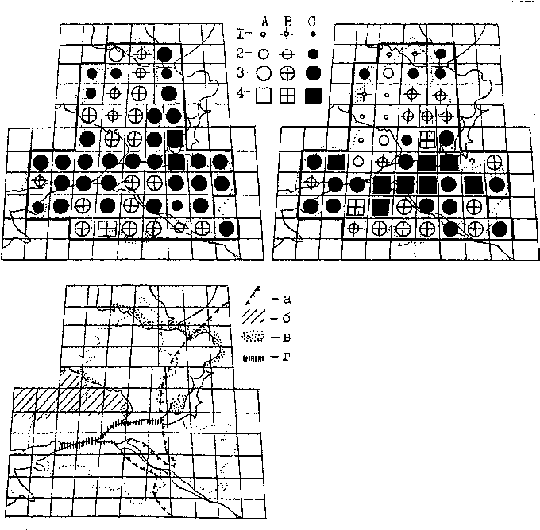 А В С
1-
2-
3-
4-
- а
- б
- в
- г